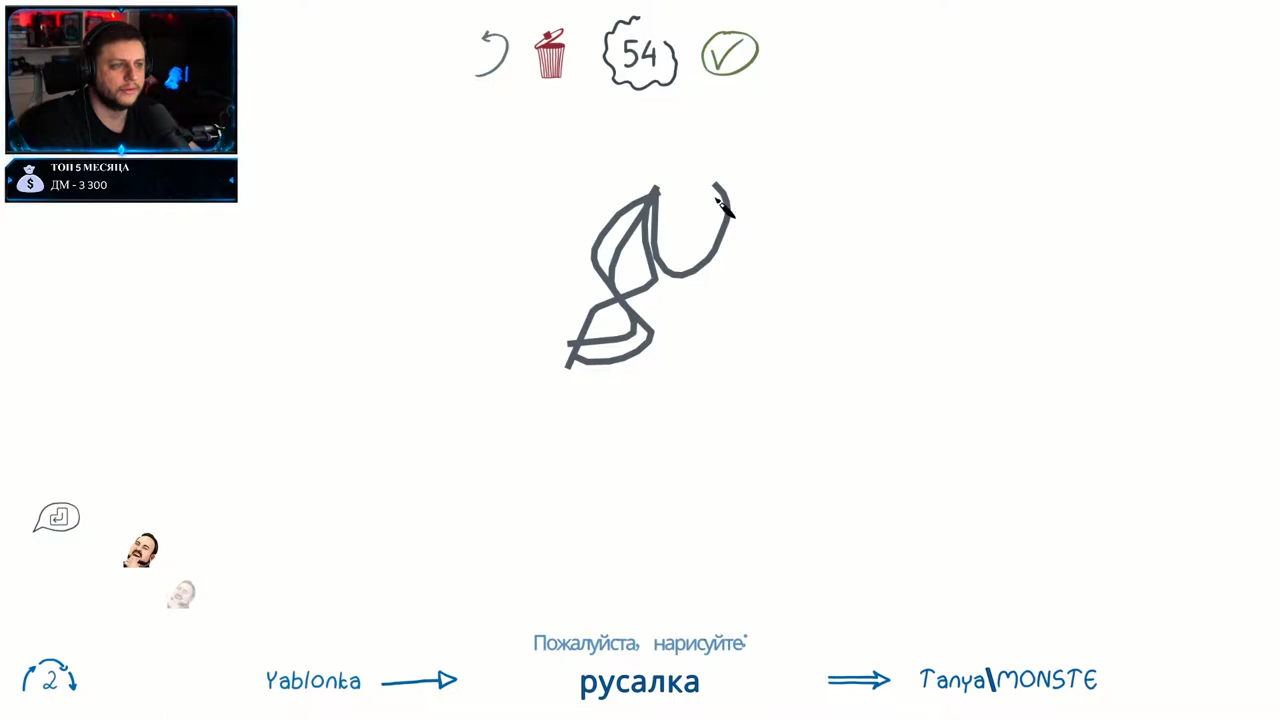 54
ТОП 5 МЕСЯЦА
ДМ - 3 300
$
Пожалуйста, нарисуйте:
2 Yablonka русалка Tanya\MONSTE